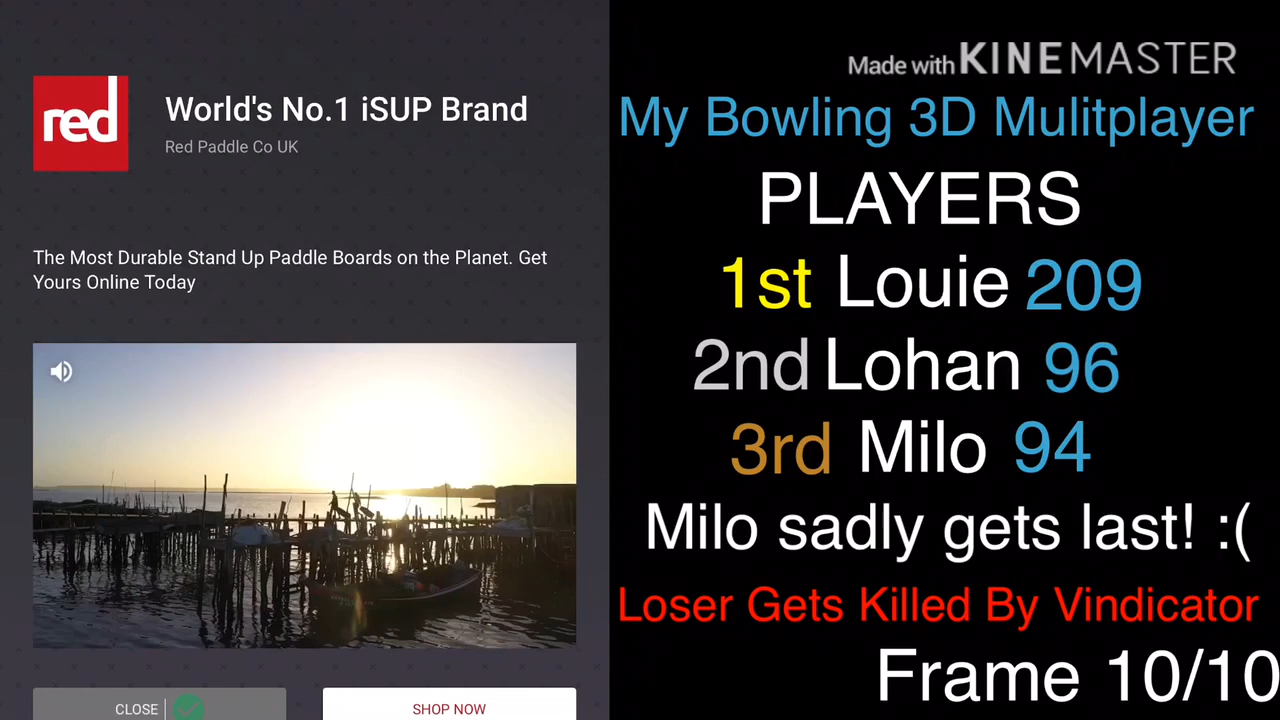 red
World's No.1 iSUP Brand
Red Paddle Co UK
The Most Durable Stand Up Paddle Boards on the Planet. Get
Yours Online Today
CLOSE
SHOP NOW
Made with KINEMASTER
My Bowling 3D Mulitplayer
PLAYERS
1st Louie 209
2nd Lohan 96
3rd Milo 94
Milo sadly gets last! :(
Loser Gets Killed By Vindicator
Frame 10/10